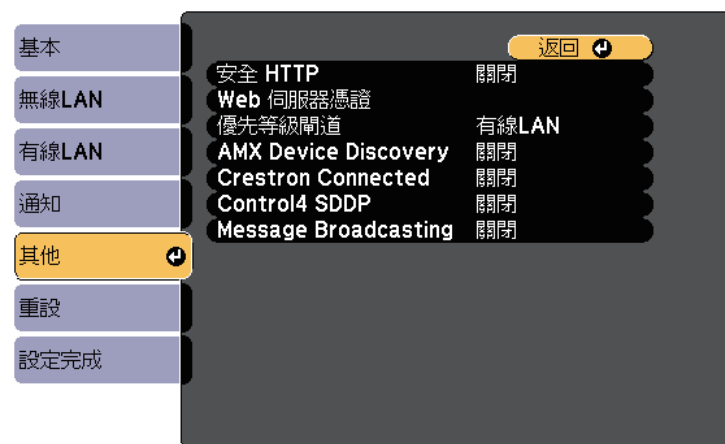 基本
無線LAN
有線LAN
通知
其他
重設
設定完成
返回
安全 HTTP 關閉
Web 伺服器憑證
優先等級閘道 有線LAN
AMX Device Discovery 關閉
Crestron Connected 關閉
Control4 SDDP 關閉
Message Broadcasting 關閉